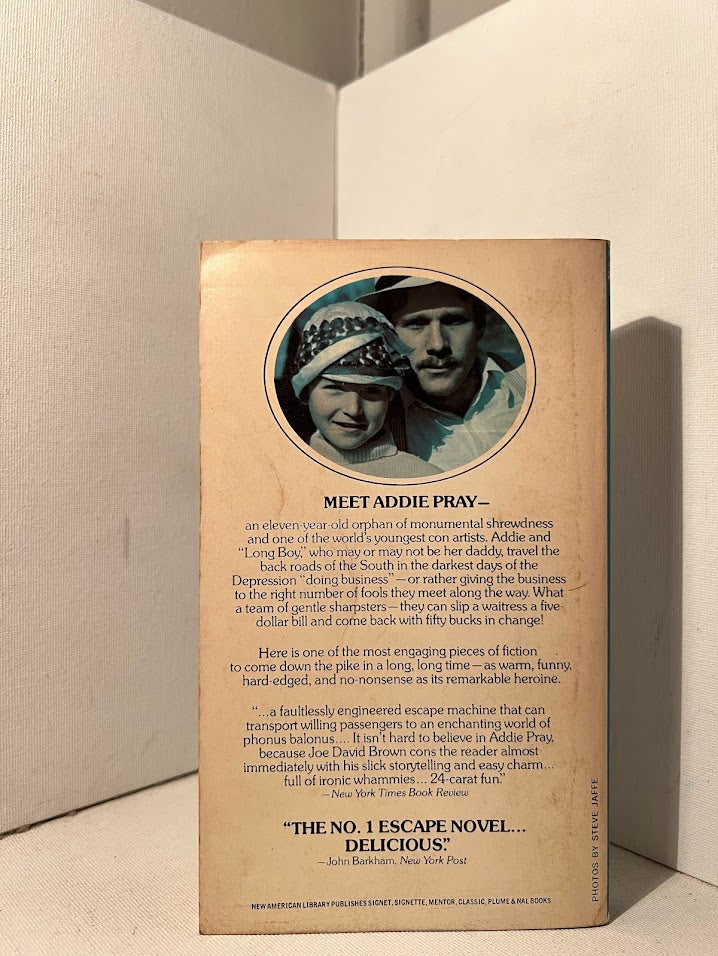 MEET ADDIE PRAY—
an eleven-year-old orphan of monumental shrewdness
and one of the world's youngest con artists. Addie and
"Long Boy," who may or may not be her daddy, travel the
back roads of the South in the darkest days of the
Depression "doing business"—or rather giving the business
to the right number of fools they meet along the way. What
a team of gentle sharpsters—they can slip a waitress a five-
dollar bill and come back with fifty bucks in change!
Here is one of the most engaging pieces of fiction
to come down the pike in a long, long time—as warm, funny,
hard-edged, and no-nonsense as its remarkable heroine.
"...a faultlessly engineered escape machine that can
transport willing passengers to an enchanting world of
phonus balonus.... It isn't hard to believe in Addie Pray,
because Joe David Brown cons the reader almost
immediately with his slick storytelling and easy charm...
full of ironic whammies... 24-carat fun."
—New York Times Book Review
"THE NO. 1 ESCAPE NOVEL...
DELICIOUS."
—John Barkham, New York Post
PHOTOS BY STEVE JAFFE
NEW AMERICAN LIBRARY PUBLISHES SIGNET, SIGNETTE, MENTOR, CLASSIC, PLUME & NAL BOOKS